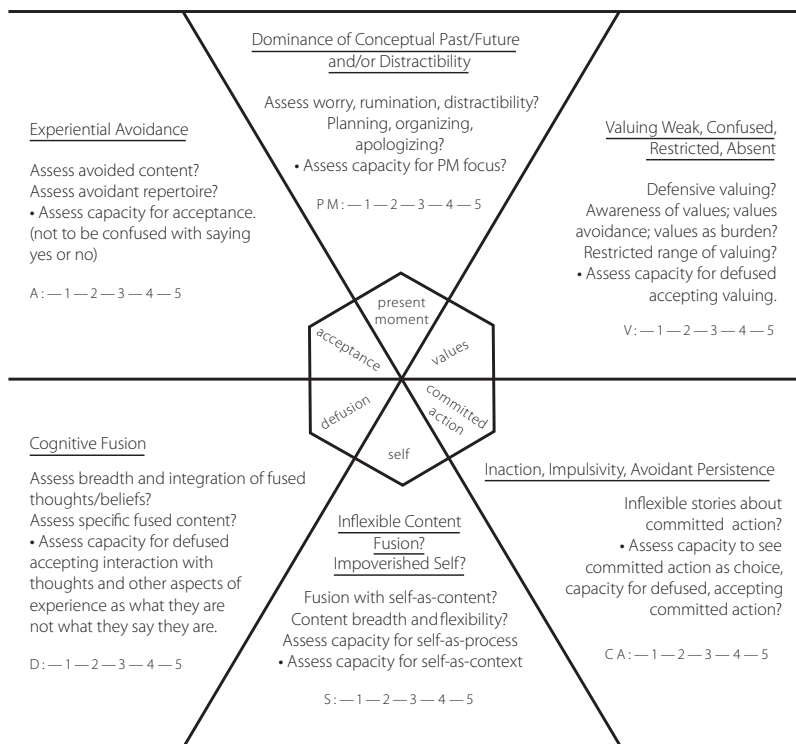 Dominance of Conceptual Past/Future
and/or Distractibility
Assess worry, rumination, distractibility?
Planning, organizing,
apologizing?
• Assess capacity for PM focus?
PM: — 1 — 2 — 3 — 4 — 5
Experiential Avoidance
Assess avoided content?
Assess avoidant repertoire?
• Assess capacity for acceptance.
(not to be confused with saying
yes or no)
A: — 1 — 2 — 3 — 4 — 5
Valuing Weak, Confused,
Restricted, Absent
Defensive valuing?
Awareness of values; values
avoidance; values as burden?
Restricted range of valuing?
• Assess capacity for defused
accepting valuing.
V: — 1 — 2 — 3 — 4 — 5
present
moment
acceptance
values
defusion
committed
action
self
Cognitive Fusion
Assess breadth and integration of fused
thoughts/beliefs?
Assess specific fused content?
• Assess capacity for defused
accepting interaction with
thoughts and other aspects of
experience as what they are
not what they say they are.
D: — 1 — 2 — 3 — 4 — 5
Inflexible Content
Fusion?
Impoverished Self?
Fusion with self-as-content?
Content breadth and flexibility?
Assess capacity for self-as-process
• Assess capacity for self-as-context
S: — 1 — 2 — 3 — 4 — 5
Inaction, Impulsivity, Avoidant Persistence
Inflexible stories about
committed action?
• Assess capacity to see
committed action as choice,
capacity for defused, accepting
committed action?
CA: — 1 — 2 — 3 — 4 — 5